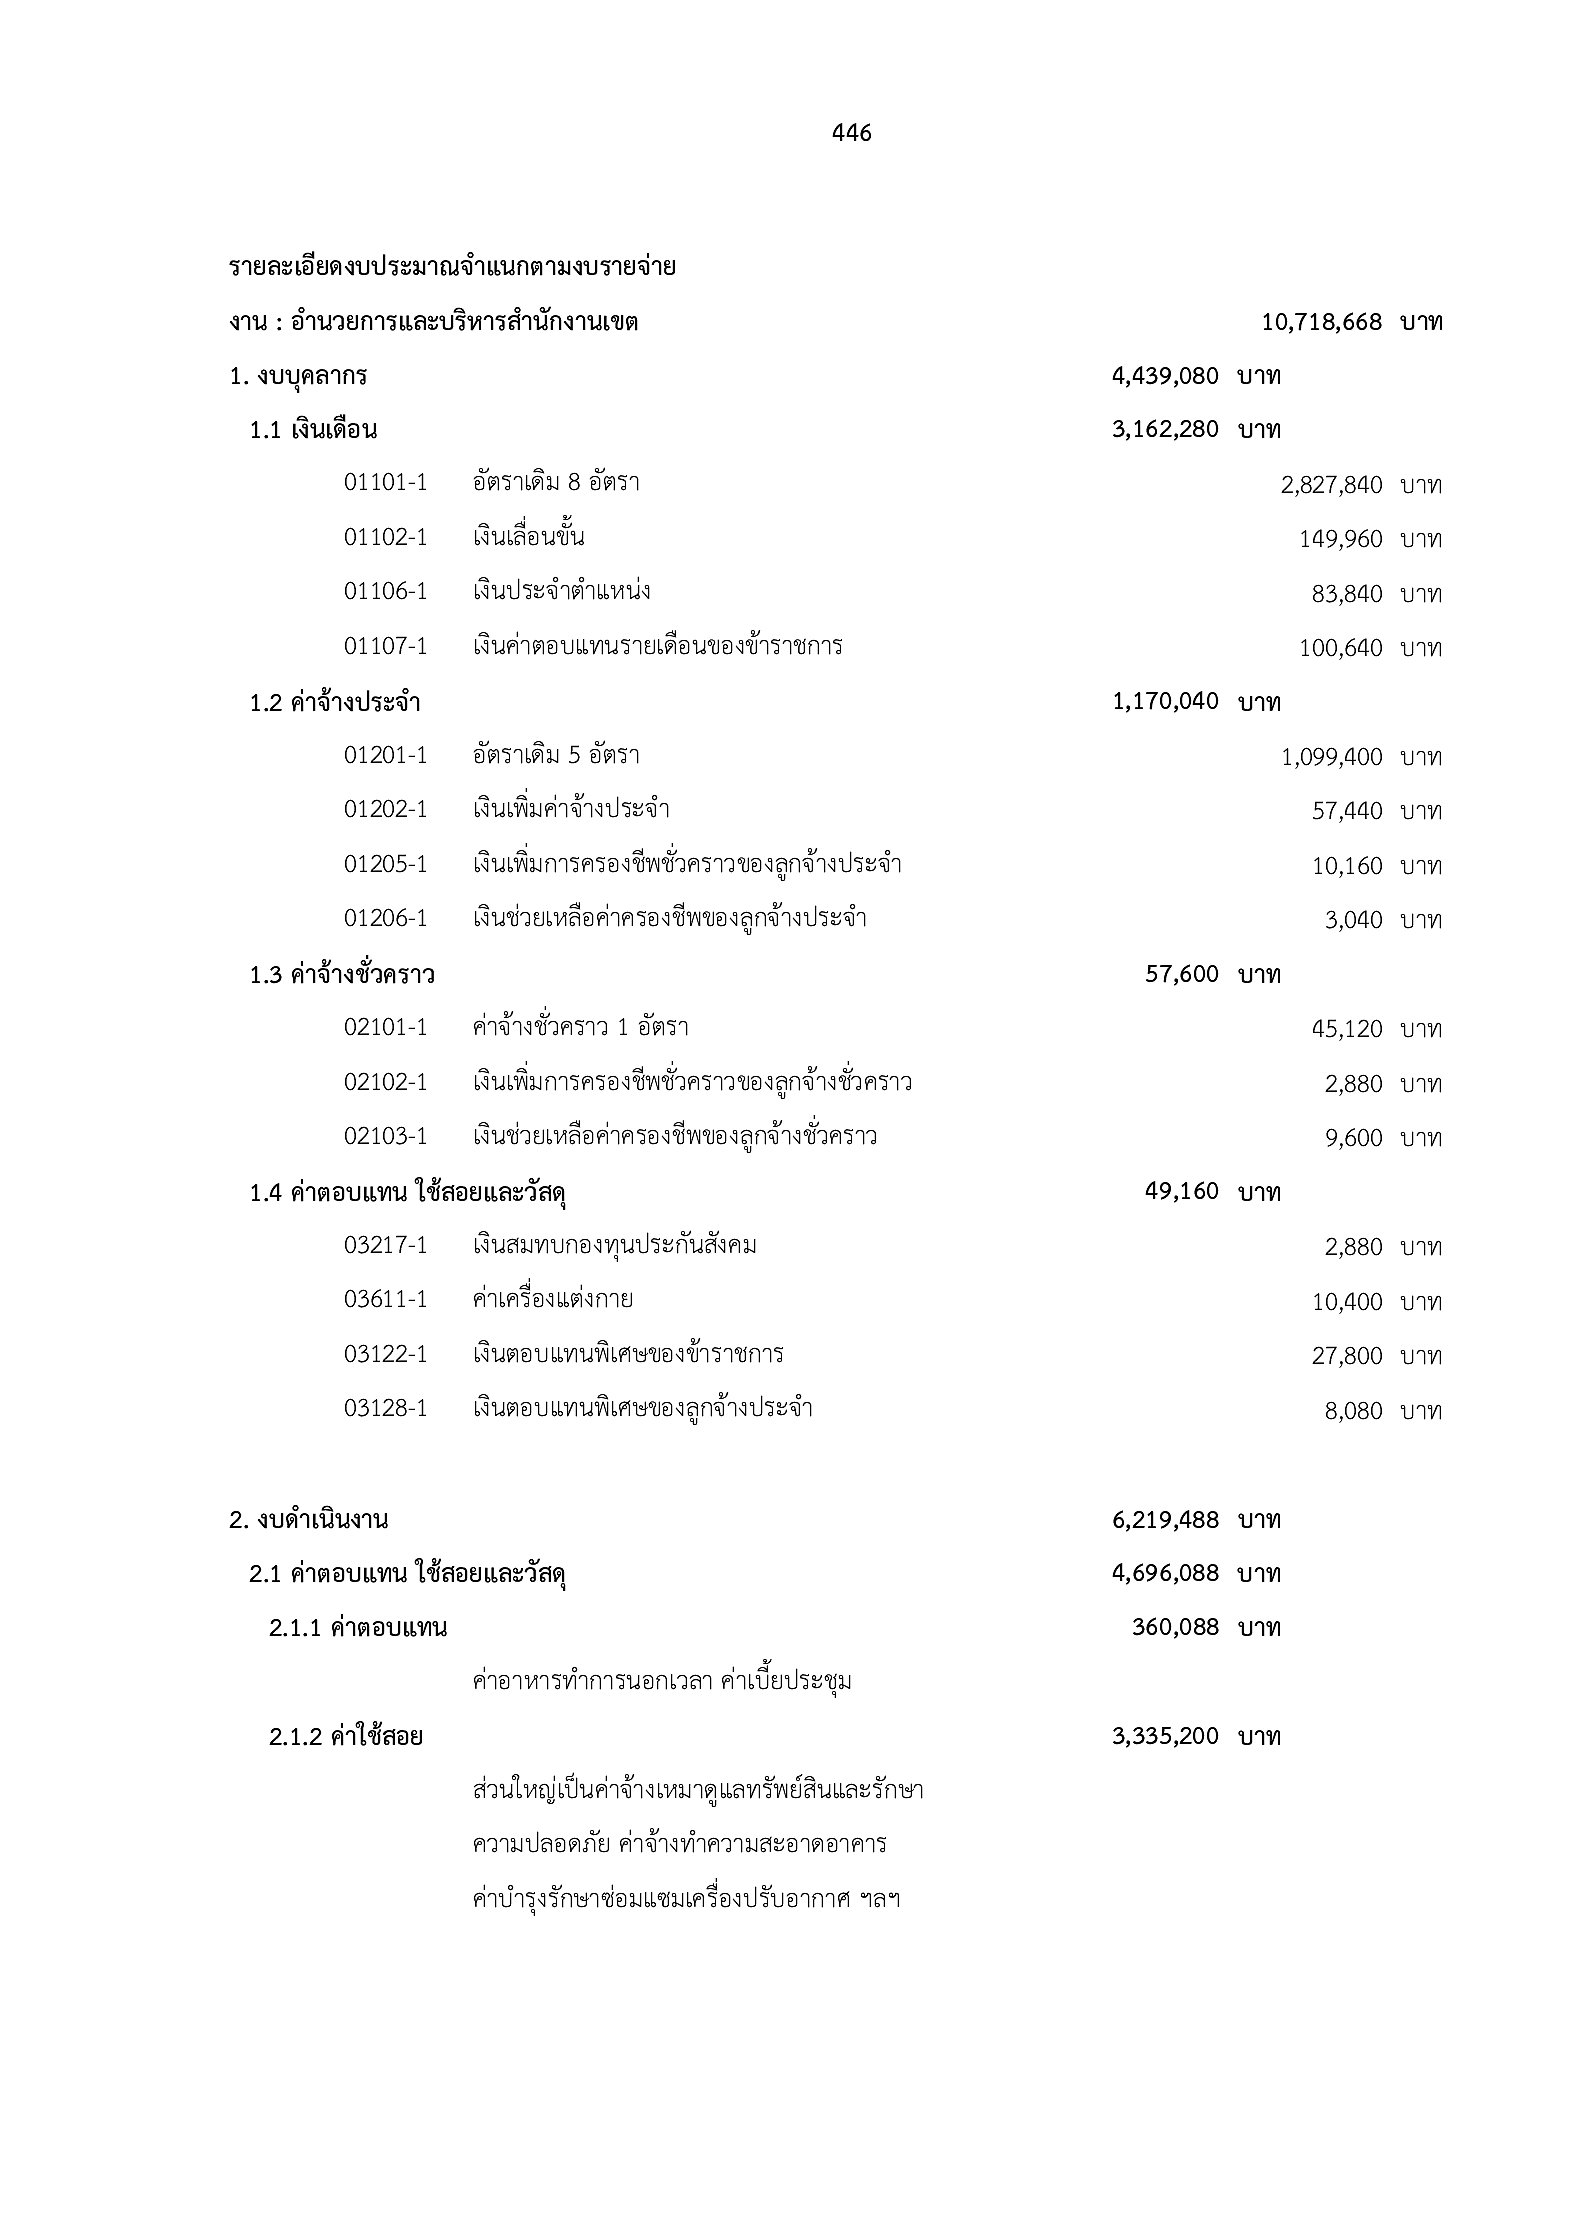 446
รายละเอียดงบประมาณจำแนกตามงบรายจ่าย
งาน : อำนวยการและบริหารสำนักงานเขต 10,718,668 บาท
1. งบบุคลากร 4,439,080 บาท
1.1 เงินเดือน 3,162,280 บาท
01101-1 อัตราเดิม 8 อัตรา 2,827,840 บาท
01102-1 เงินเลื่อนขั้น 149,960 บาท
01106-1 เงินประจำตำแหน่ง 83,840 บาท
01107-1 เงินค่าตอบแทนรายเดือนของข้าราชการ 100,640 บาท
1.2 ค่าจ้างประจำ 1,170,040 บาท
01201-1 อัตราเดิม 5 อัตรา 1,099,400 บาท
01202-1 เงินเพิ่มค่าจ้างประจำ 57,440 บาท
01205-1 เงินเพิ่มการครองชีพชั่วคราวของลูกจ้างประจำ 10,160 บาท
01206-1 เงินช่วยเหลือค่าครองชีพของลูกจ้างประจำ 3,040 บาท
1.3 ค่าจ้างชั่วคราว 57,600 บาท
02101-1 ค่าจ้างชั่วคราว 1 อัตรา 45,120 บาท
02102-1 เงินเพิ่มการครองชีพชั่วคราวของลูกจ้างชั่วคราว 2,880 บาท
02103-1 เงินช่วยเหลือค่าครองชีพของลูกจ้างชั่วคราว 9,600 บาท
1.4 ค่าตอบแทน ใช้สอยและวัสดุ 49,160 บาท
03217-1 เงินสมทบกองทุนประกันสังคม 2,880 บาท
03611-1 ค่าเครื่องแต่งกาย 10,400 บาท
03122-1 เงินตอบแทนพิเศษของข้าราชการ 27,800 บาท
03128-1 เงินตอบแทนพิเศษของลูกจ้างประจำ 8,080 บาท
2. งบดำเนินงาน 6,219,488 บาท
2.1 ค่าตอบแทน ใช้สอยและวัสดุ 4,696,088 บาท
2.1.1 ค่าตอบแทน 360,088 บาท
ค่าอาหารทำการนอกเวลา ค่าเบี้ยประชุม
2.1.2 ค่าใช้สอย 3,335,200 บาท
ส่วนใหญ่เป็นค่าจ้างเหมาดูแลทรัพย์สินและรักษา
ความปลอดภัย ค่าจ้างทำความสะอาดอาคาร
ค่าบำรุงรักษาซ่อมแซมเครื่องปรับอากาศ ฯลฯ